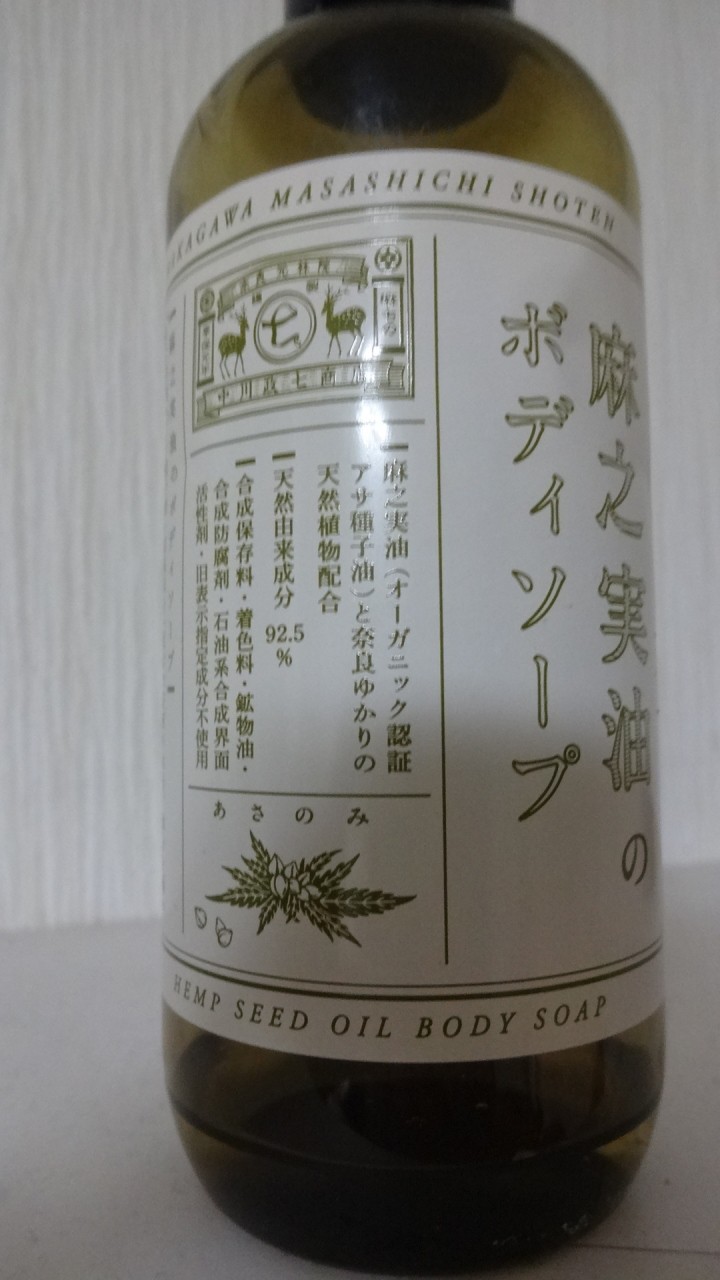 MASASHICHI SHOTEN
麻之実油の
ボディソープ
七
中川政七商店
麻之実油（オーガニック認証
アサ種子油）と奈良ゆかりの
天然植物配合
天然由来成分 92.5%
合成保存料・着色料・鉱物油・
合成防腐剤・石油系合成界面
活性剤・旧表示指定成分不使用
あさのみ
HEMP SEED OIL BODY SOAP